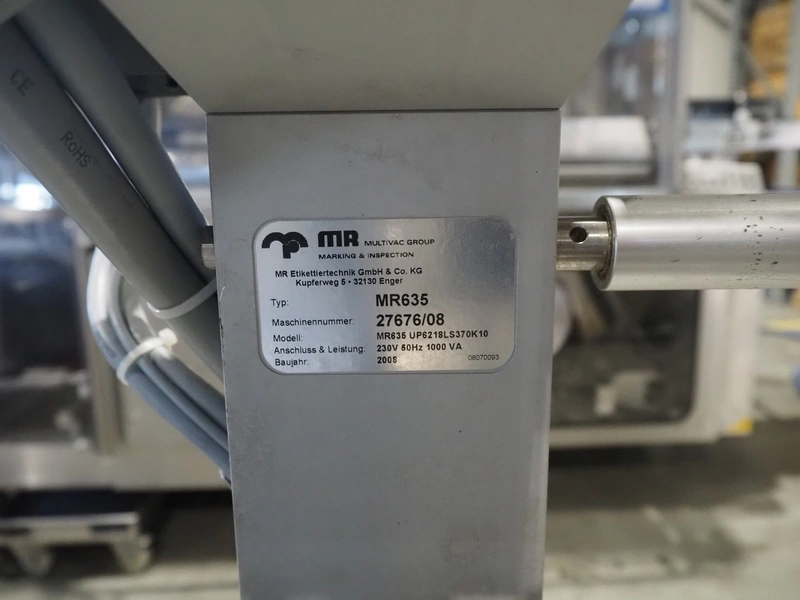 CE
RoHS
MR MULTIVAC GROUP
MARKING & INSPECTION
MR Etikettiertechnik GmbH & Co. KG
Kupferweg 5 • 32130 Enger
Typ: MR635
Maschinennummer: 27676/08
Modell: MR635 UP6218LS370K10
Anschluss & Leistung: 230V 50Hz 1000 VA
Baujahr: 2008
08070093